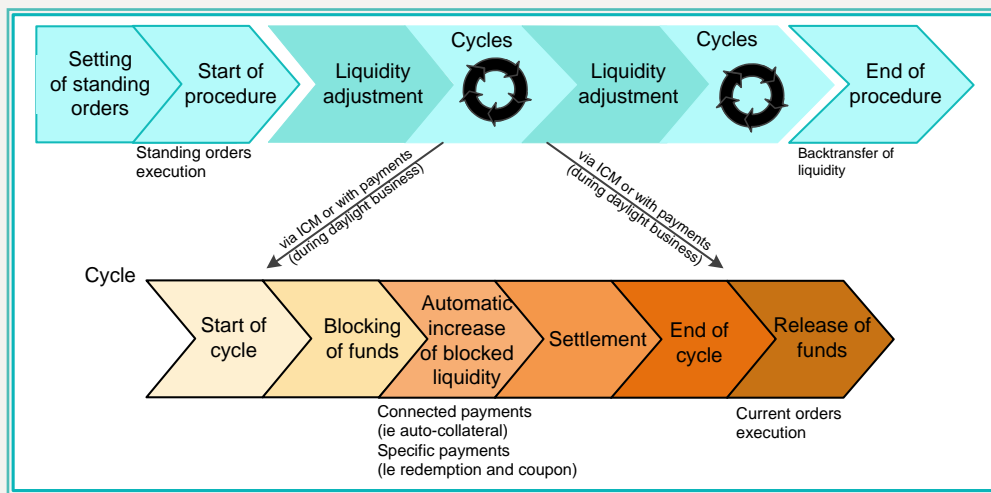 Setting
of standing
orders
Start of
procedure
Liquidity
adjustment
Cycles
Liquidity
adjustment
Cycles
End of
procedure
Standing orders
execution
Backtransfer of
liquidity
via ICM or with payments
(during daylight business)
via ICM or with payments
(during daylight business)
Cycle
Start of
cycle
Blocking
of funds
Automatic
increase
of blocked
liquidity
Settlement
End of
cycle
Release of
funds
Connected payments
(ie auto-collateral)
Specific payments
(le redemption and coupon)
Current orders
execution